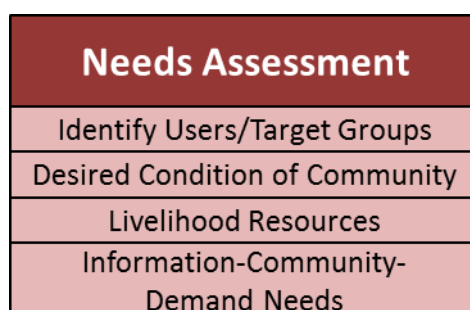 Needs Assessment
Identify Users/Target Groups
Desired Condition of Community
Livelihood Resources
Information-Community-
Demand Needs